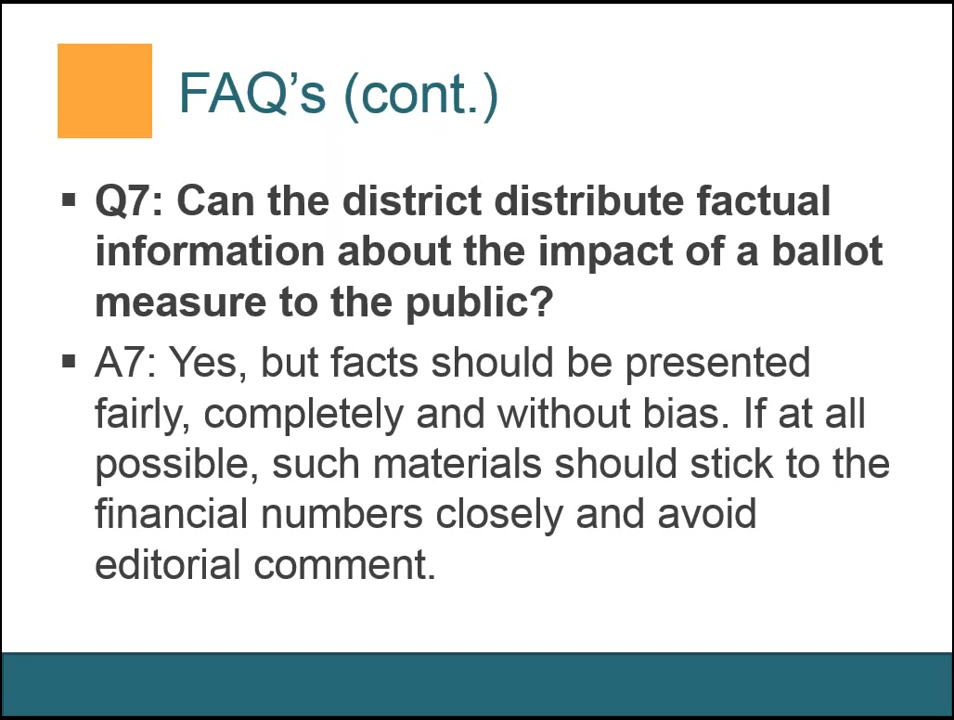 FAQ’s (cont.)
▪ Q7: Can the district distribute factual
information about the impact of a ballot
measure to the public?
▪ A7: Yes, but facts should be presented
fairly, completely and without bias. If at all
possible, such materials should stick to the
financial numbers closely and avoid
editorial comment.